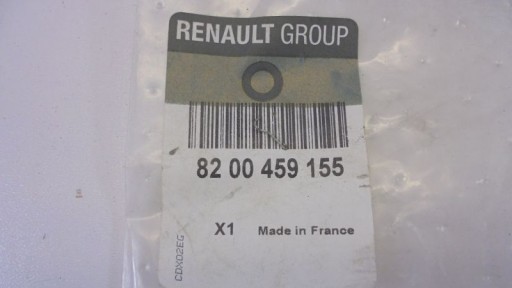 RENAULT GROUP
82 00 459 155
X1 Made in France
CDX02EG